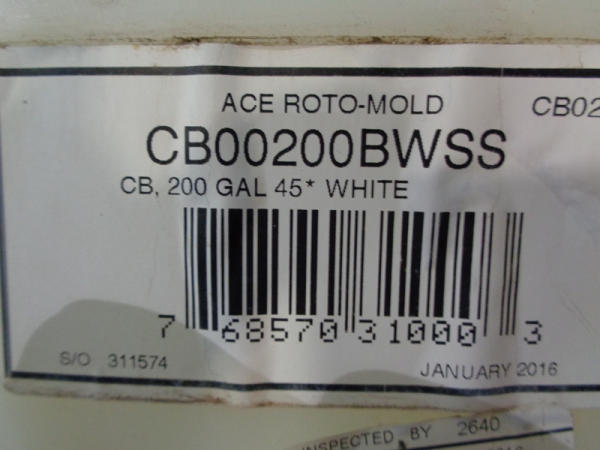 ACE ROTO-MOLD
CB02
CB00200BWSS
CB, 200 GAL 45* WHITE
7 68570 31000 3
S/O 311574
JANUARY 2016
INSPECTED BY 2640